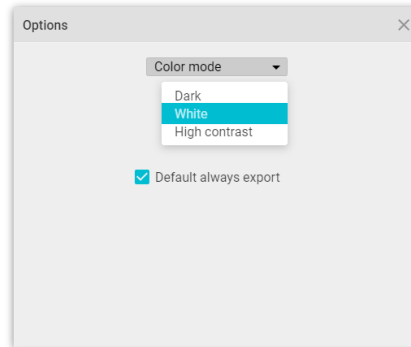 Options
Color mode
Dark
White
High contrast
Default always export